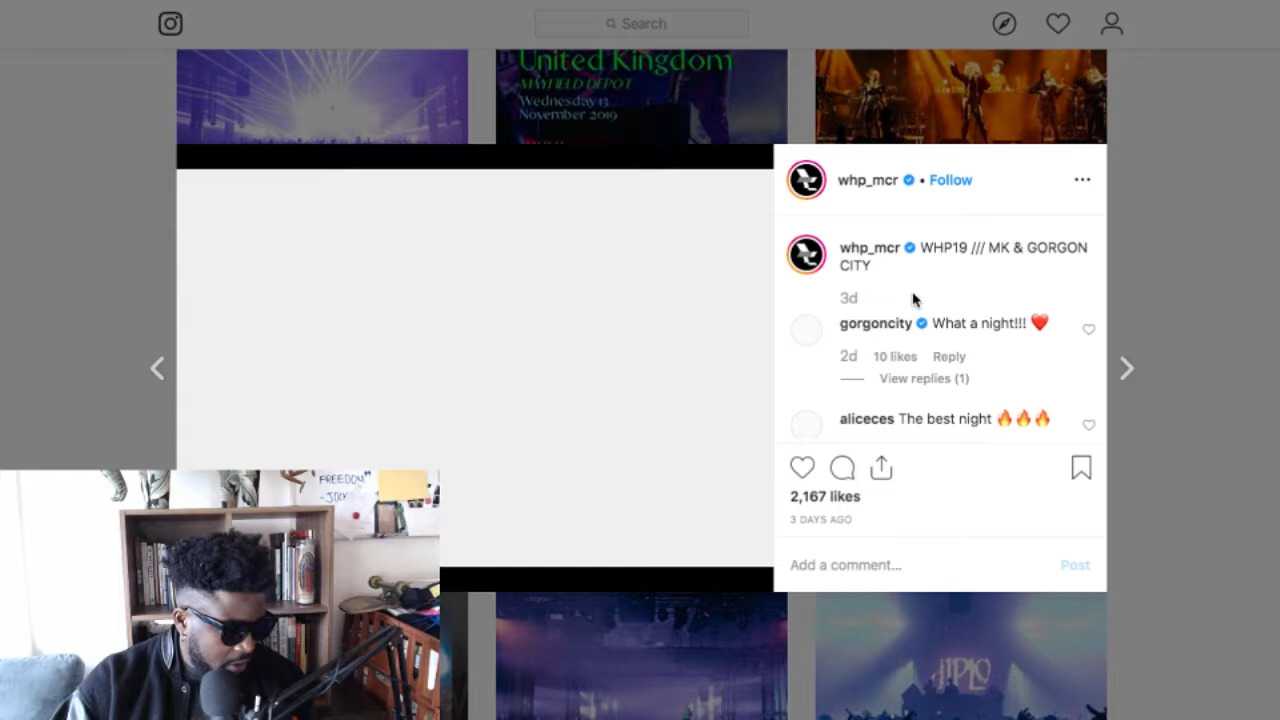 Search
United Kingdom
MAYFIELD DEPOT
Wednesday 13
November 2019
whp_mcr • Follow
whp_mcr WHP19 /// MK & GORGON
CITY
3d
gorgoncity What a night!!! ❤️
2d 10 likes Reply
View replies (1)
aliceces The best night 🔥🔥🔥
2,167 likes
3 DAYS AGO
Add a comment... Post
FREEDOM"
DIPLO